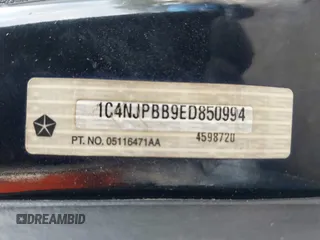 1C4NJPBB9ED850994
PT. NO. 05116471AA 4598720
DREAMBID